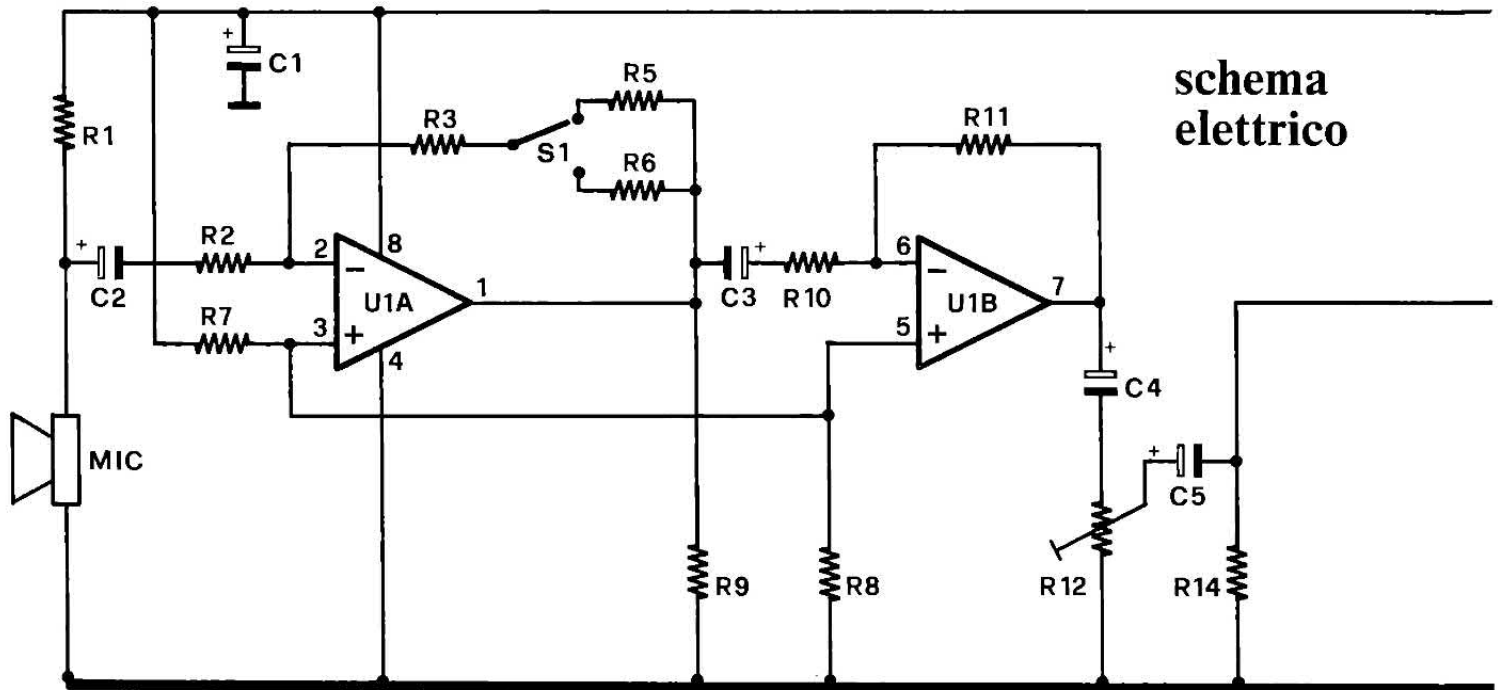 schema
elettrico
C1
R1
R3
R5
S1
R6
R11
R2
C2
R7
2
8
−
U1A
1
3
+
4
C3
R10
6
−
U1B
7
5
+
C4
MIC
C5
R9
R8
R12
R14
+
+
+
+
+